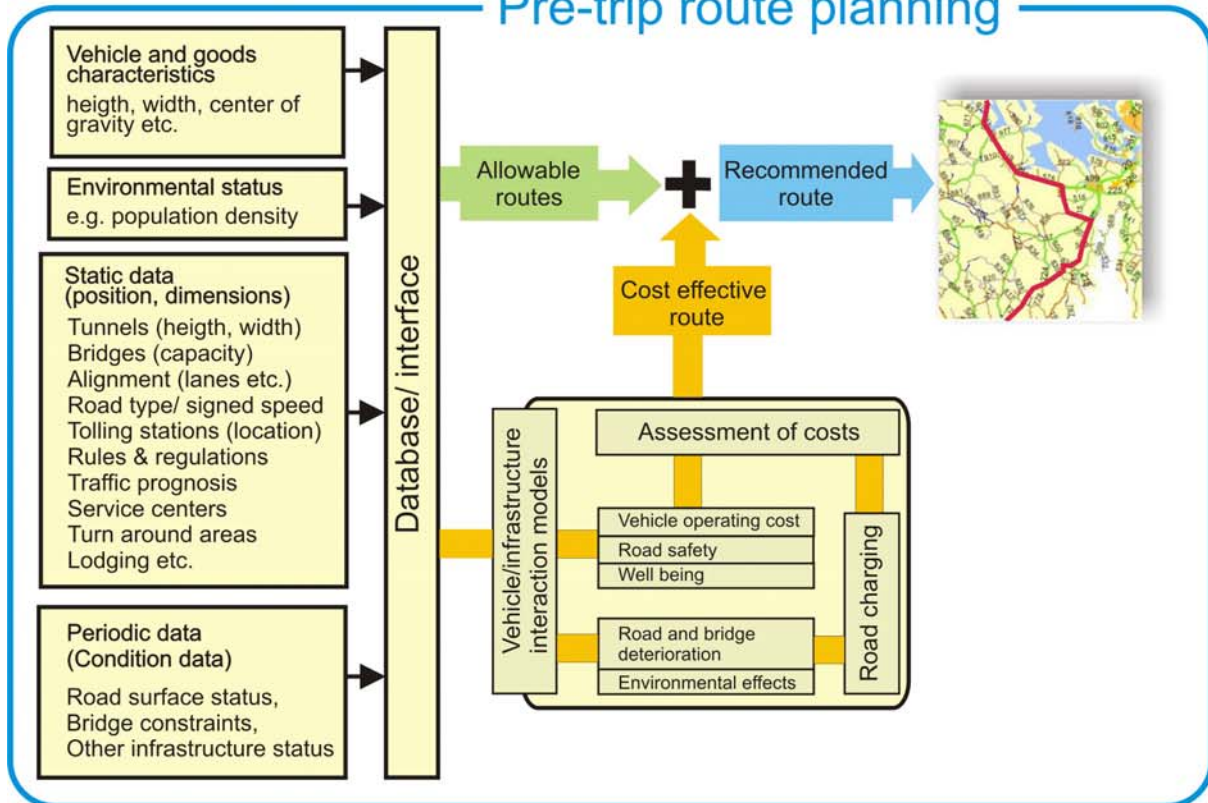 Pre-trip route planning
Vehicle and goods
characteristics
heigth, width, center of
gravity etc.
Environmental status
e.g. population density
Static data
(position, dimensions)
Tunnels (heigth, width)
Bridges (capacity)
Alignment (lanes etc.)
Road type/ signed speed
Tolling stations (location)
Rules & regulations
Traffic prognosis
Service centers
Turn around areas
Lodging etc.
Periodic data
(Condition data)
Road surface status,
Bridge constraints,
Other infrastructure status
Database/ interface
Allowable
routes
Recommended
route
Cost effective
route
Vehicle/infrastructure
interaction models
Assessment of costs
Vehicle operating cost
Road safety
Well being
Road and bridge
deterioration
Environmental effects
Road charging